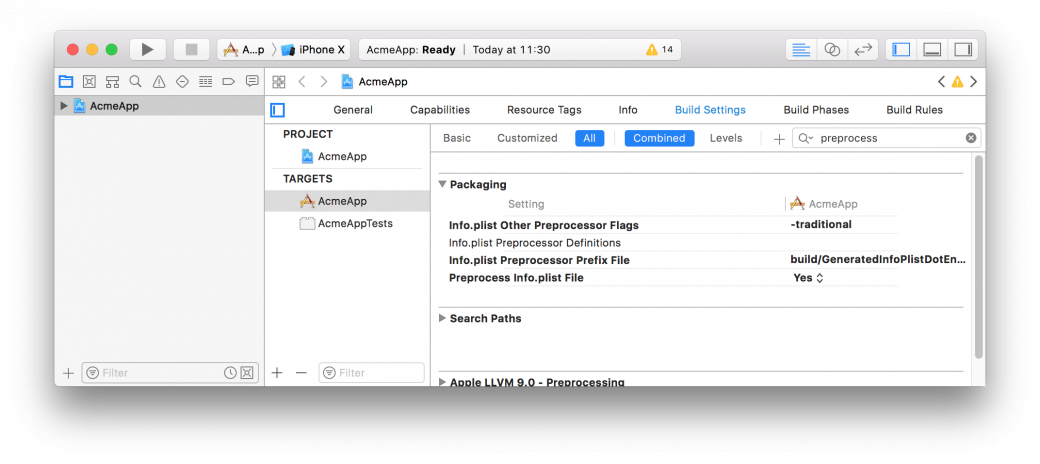 A...p iPhone X AcmeApp: Ready Today at 11:30 14
AcmeApp
AcmeApp
General Capabilities Resource Tags Info Build Settings Build Phases Build Rules
PROJECT
AcmeApp
TARGETS
AcmeApp
AcmeAppTests
Basic Customized All Combined Levels preprocess
Packaging
Setting AcmeApp
Info.plist Other Preprocessor Flags -traditional
Info.plist Preprocessor Definitions
Info.plist Preprocessor Prefix File build/GeneratedInfoPlistDotEn...
Preprocess Info.plist File Yes
Search Paths
Apple LLVM 9.0 - Preprocessing
Filter
Filter